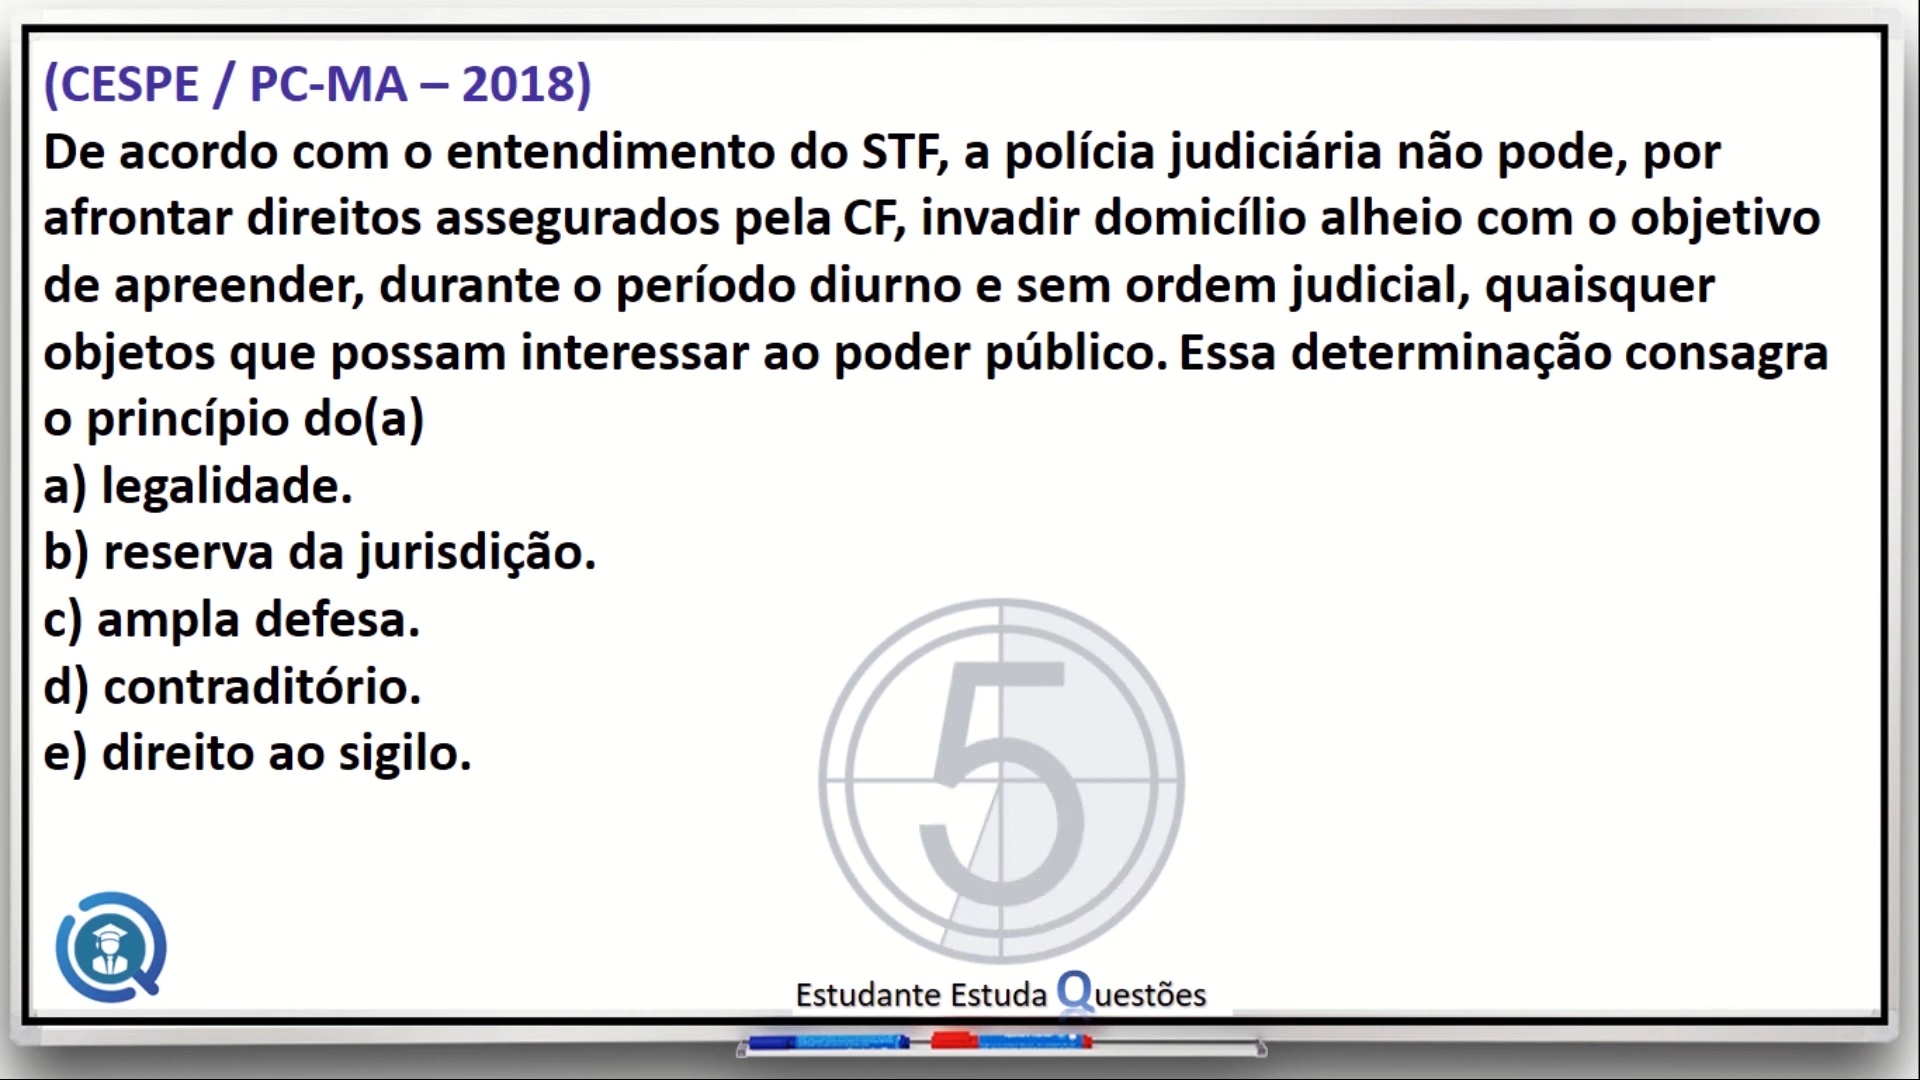 (CESPE / PC-MA – 2018)
De acordo com o entendimento do STF, a polícia judiciária não pode, por
afrontar direitos assegurados pela CF, invadir domicílio alheio com o objetivo
de apreender, durante o período diurno e sem ordem judicial, quaisquer
objetos que possam interessar ao poder público. Essa determinação consagra
o princípio do(a)
a) legalidade.
b) reserva da jurisdição.
c) ampla defesa.
d) contraditório.
e) direito ao sigilo.
5
Estudante Estuda Questões